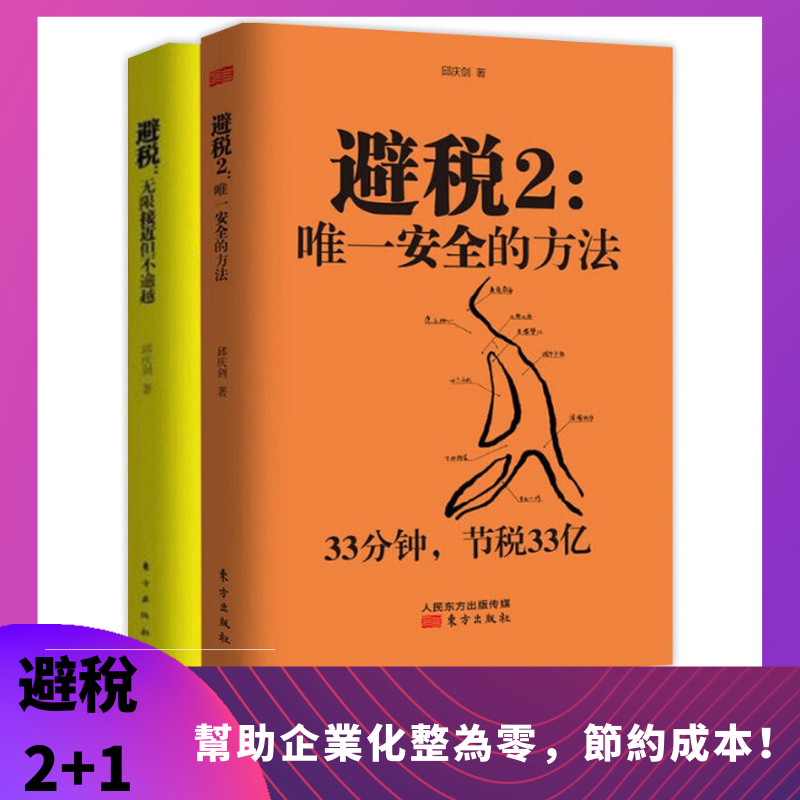 邱庆剑 著
避税2:
唯一安全的方法
33分钟，节税33亿
人民东方出版传媒
东方出版社
避税2:唯一安全的方法
邱庆剑 著
东方出版社
避税:无限接近但不逾越
邱庆剑 著
东方出版社
避稅
2+1
幫助企業化整為零，節約成本!